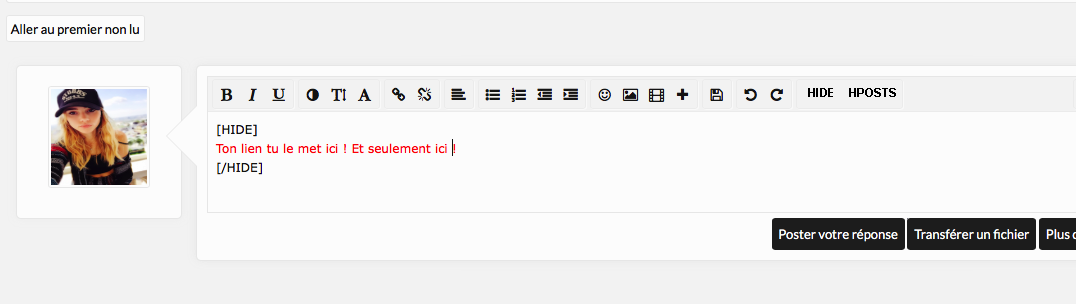 Aller au premier non lu
B I U T A HIDE HPOSTS
[HIDE]
Ton lien tu le met ici ! Et seulement ici !
[/HIDE]
Poster votre réponse Transférer un fichier Plus